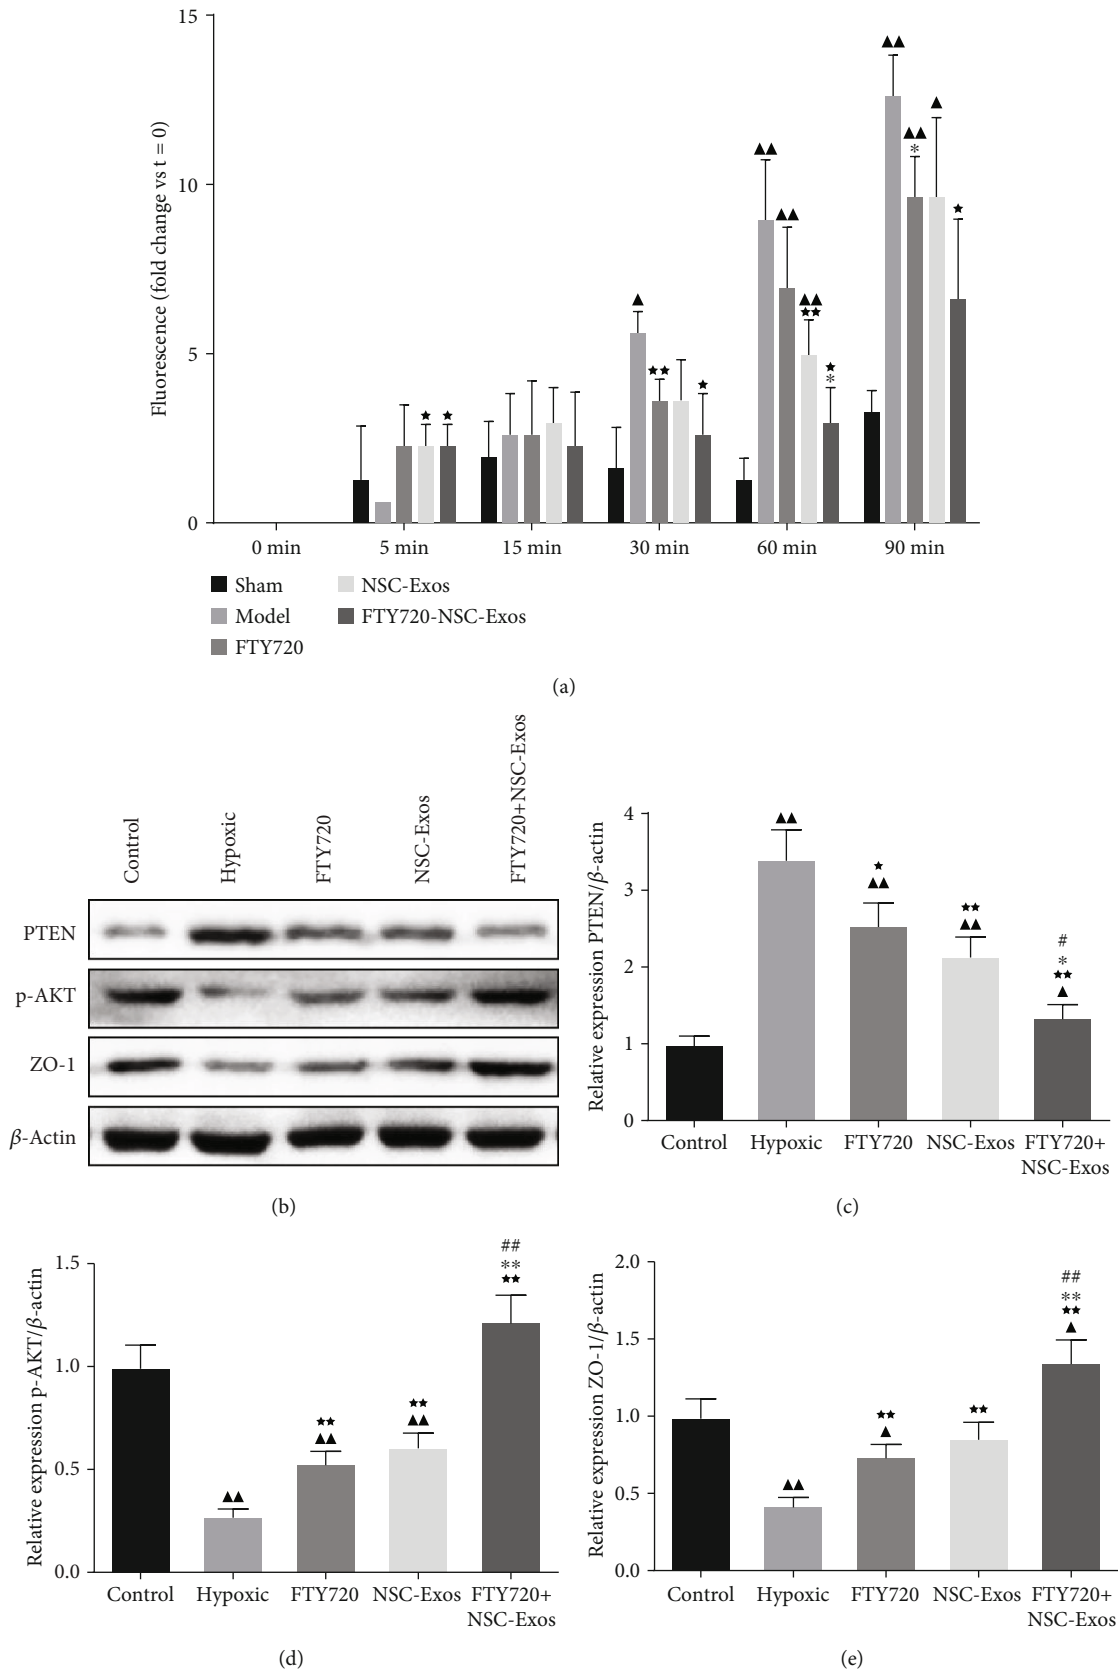 Fluorescence (fold change vs t = 0)
15
10
5
0
▲▲
▲▲
*
▲
★
▲▲
▲▲
▲▲
★★
★
*
▲
★★
★
★
★
0 min 5 min 15 min 30 min 60 min 90 min
Sham
Model
FTY720
NSC-Exos
FTY720-NSC-Exos
(a)
Control
Hypoxic
FTY720
NSC-Exos
FTY720+NSC-Exos
PTEN
p-AKT
ZO-1
β-Actin
(b)
Relative expression PTEN/β-actin
4
3
2
1
0
▲▲
★
▲▲
★★
▲▲
#
*
★★
▲
Control Hypoxic FTY720 NSC-Exos FTY720+
NSC-Exos
(c)
Relative expression p-AKT/β-actin
1.5
1.0
0.5
0.0
▲▲
★★
▲▲
★★
▲▲
##
**
★★
Control Hypoxic FTY720 NSC-Exos FTY720+
NSC-Exos
(d)
Relative expression ZO-1/β-actin
2.0
1.5
1.0
0.5
0.0
▲▲
★★
▲
★★
##
**
★★
▲
Control Hypoxic FTY720 NSC-Exos FTY720+
NSC-Exos
(e)